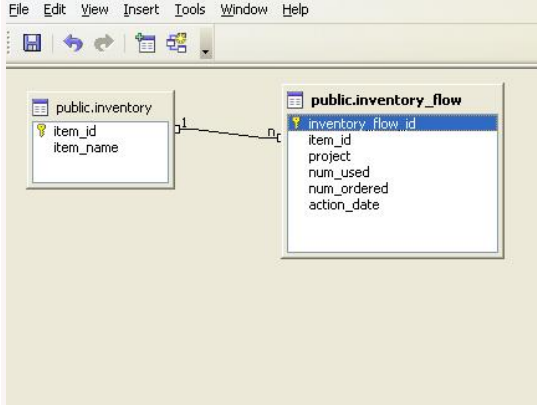 File Edit View Insert Tools Window Help
public.inventory
item_id
item_name
1
n
public.inventory_flow
inventory_flow_id
item_id
project
num_used
num_ordered
action_date